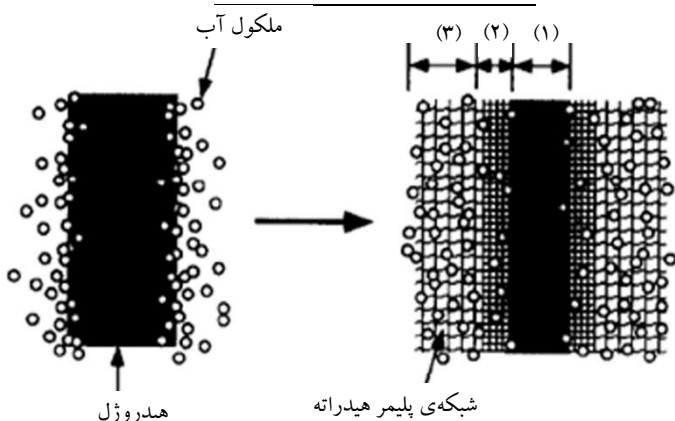 (۳) (۲) (۱)
ملکول آب
هیدروژل
شبکه‌ی پلیمر هیدراته